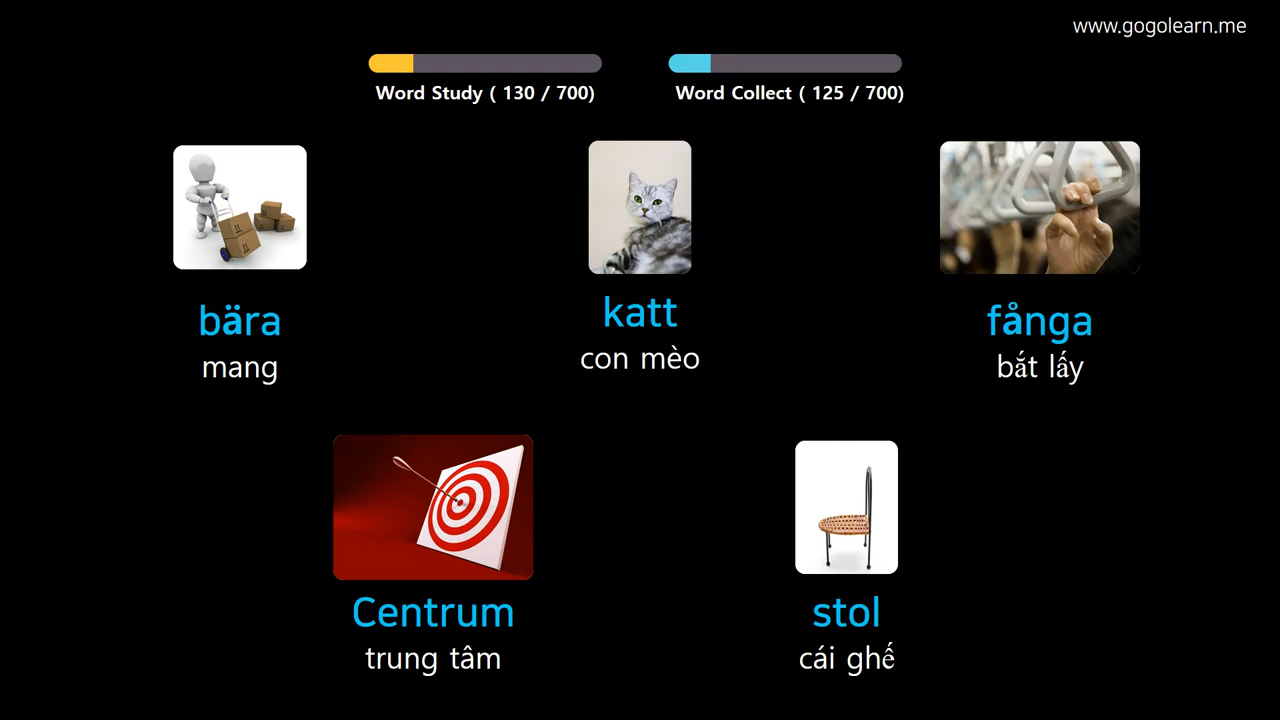 www.gogolearn.me
Word Study ( 130 / 700)
Word Collect ( 125 / 700)
bära
mang
katt
con mèo
fånga
bắt lấy
Centrum
trung tâm
stol
cái ghế